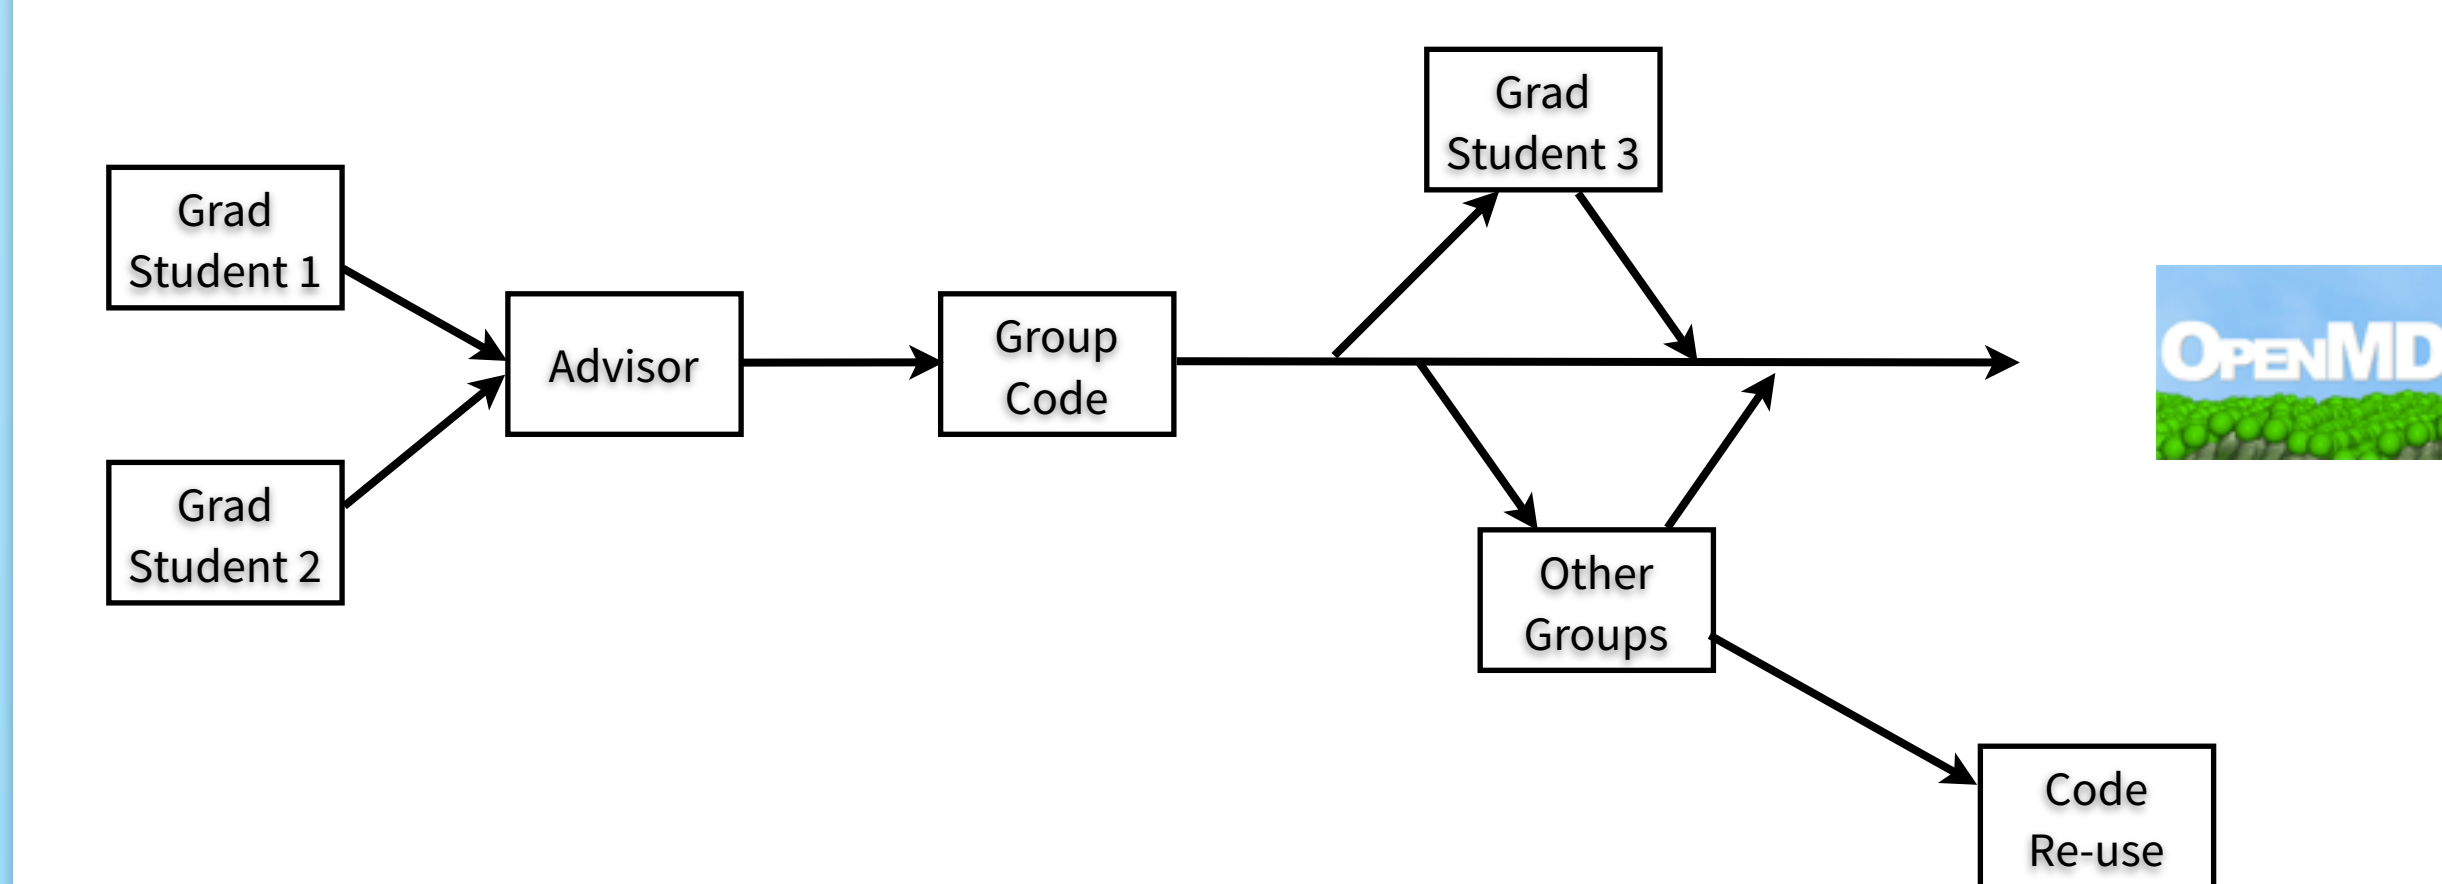 Grad
Student 3
Grad
Student 1
Advisor
Group
Code
OPENMD
Grad
Student 2
Other
Groups
Code
Re-use